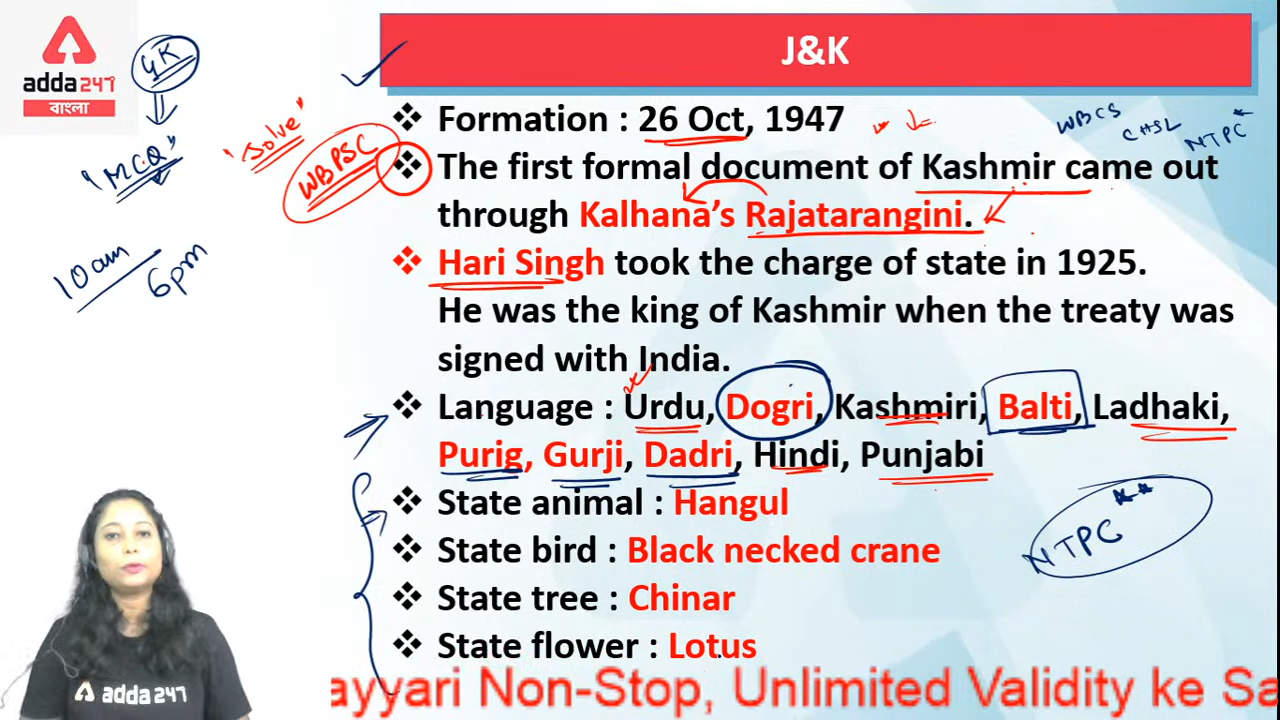 adda247
বাংলা
GK
"MCQ"
10am
6pm
"Solve"
WBPSC
J&K
❖ Formation : 26 Oct, 1947
WBCS
CHSL
NTPC*
❖ The first formal document of Kashmir came out
through Kalhana's Rajatarangini.
❖ Hari Singh took the charge of state in 1925.
He was the king of Kashmir when the treaty was
signed with India.
❖ Language : Urdu, Dogri, Kashmiri, Balti, Ladhaki,
Purig, Gurji, Dadri, Hindi, Punjabi
❖ State animal : Hangul
❖ State bird : Black necked crane
❖ State tree : Chinar
❖ State flower : Lotus
NTPC**
adda247
ayyari Non-Stop, Unlimited Validity ke Sa